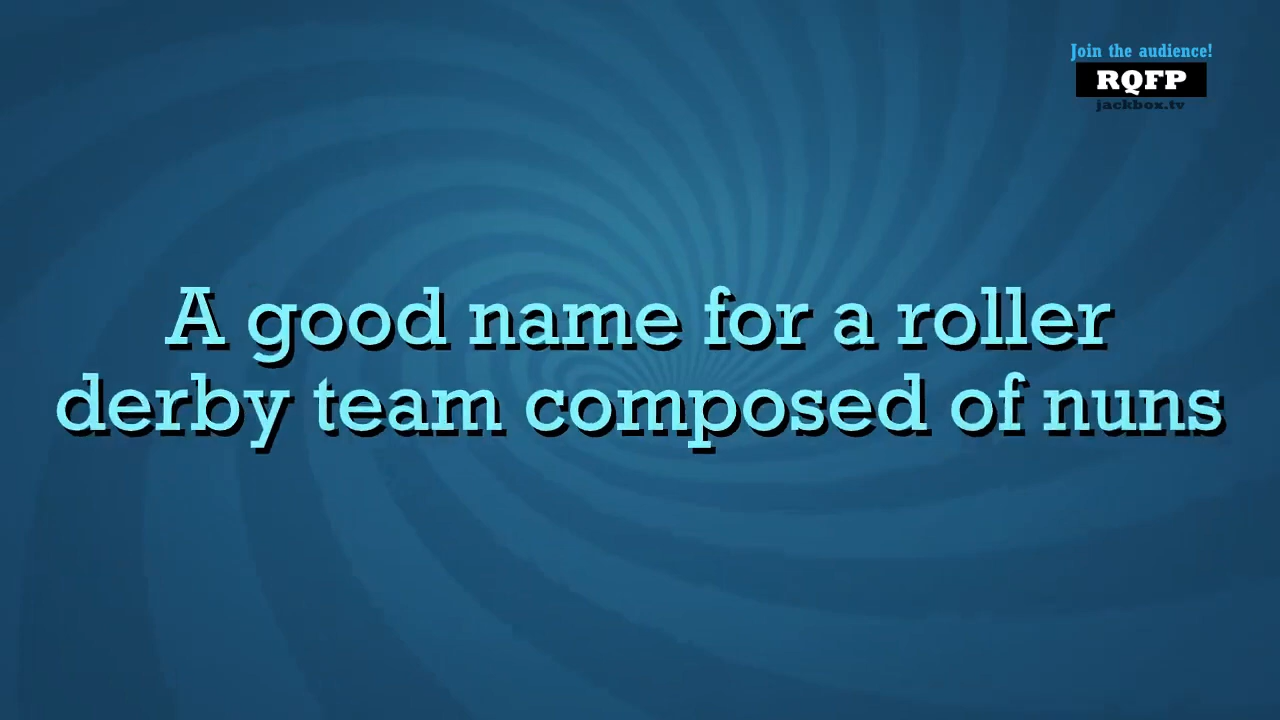 Join the audience!
RQFP
jackbox.tv
A good name for a roller
derby team composed of nuns